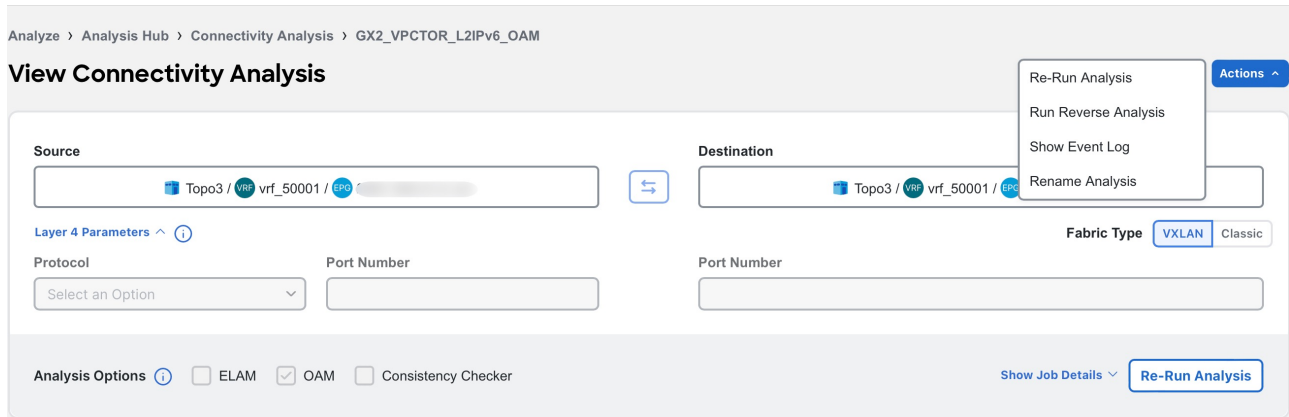 Analyze > Analysis Hub > Connectivity Analysis > GX2_VPCTOR_L2IPv6_OAM
View Connectivity Analysis
Actions
Re-Run Analysis
Run Reverse Analysis
Show Event Log
Rename Analysis
Source
Destination
Topo3 / VRF vrf_50001 / EPG
Topo3 / VRF vrf_50001 / EPG
Layer 4 Parameters
Fabric Type VXLAN Classic
Protocol
Port Number
Port Number
Select an Option
Analysis Options ELAM OAM Consistency Checker
Show Job Details Re-Run Analysis